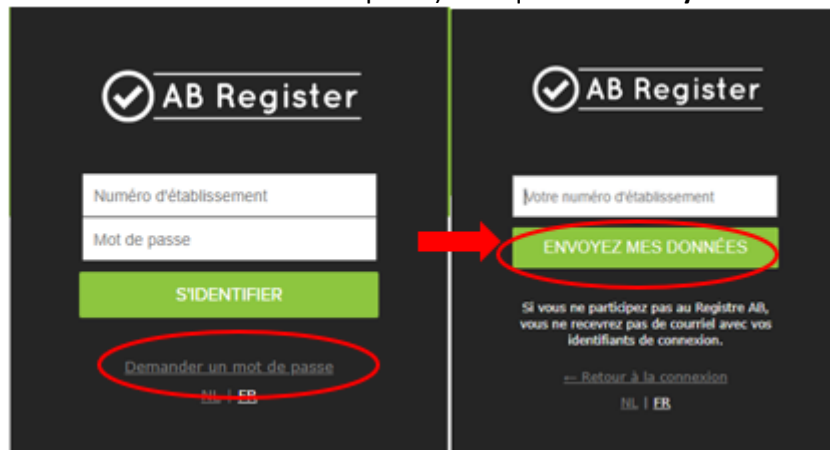 AB Register
Numéro d'établissement
Mot de passe
S'IDENTIFIER
Demander un mot de passe
NL | FR
AB Register
Votre numéro d'établissement
ENVOYEZ MES DONNÉES
Si vous ne participez pas au Registre AB,
vous ne recevrez pas de courriel avec vos
identifiants de connexion.
← Retour à la connexion
NL | FR